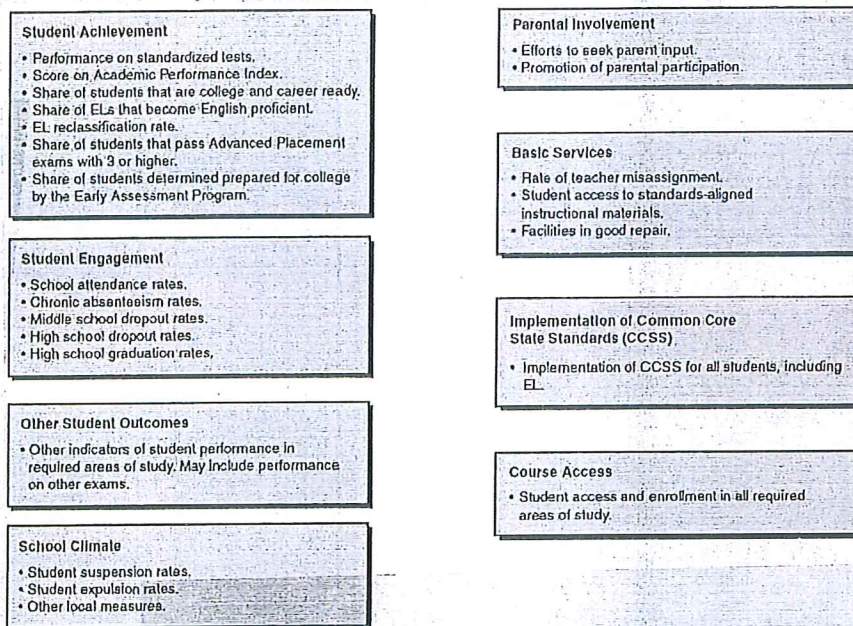 Student Achievement
• Performance on standardized tests.
• Score on Academic Performance Index.
• Share of students that are college and career ready.
• Share of ELs that become English proficient.
• EL reclassification rate.
• Share of students that pass Advanced Placement
exams with 3 or higher.
• Share of students determined prepared for college
by the Early Assessment Program.
Student Engagement
• School attendance rates.
• Chronic absenteeism rates.
• Middle school dropout rates.
• High school dropout rates.
• High school graduation rates.
Other Student Outcomes
• Other indicators of student performance in
required areas of study. May include performance
on other exams.
School Climate
• Student suspension rates.
• Student expulsion rates.
• Other local measures.
Parental Involvement
• Efforts to seek parent input.
• Promotion of parental participation.
Basic Services
• Rate of teacher misassignment.
• Student access to standards-aligned
instructional materials.
• Facilities in good repair.
Implementation of Common Core
State Standards (CCSS)
• Implementation of CCSS for all students, including
EL.
Course Access
• Student access and enrollment in all required
areas of study.